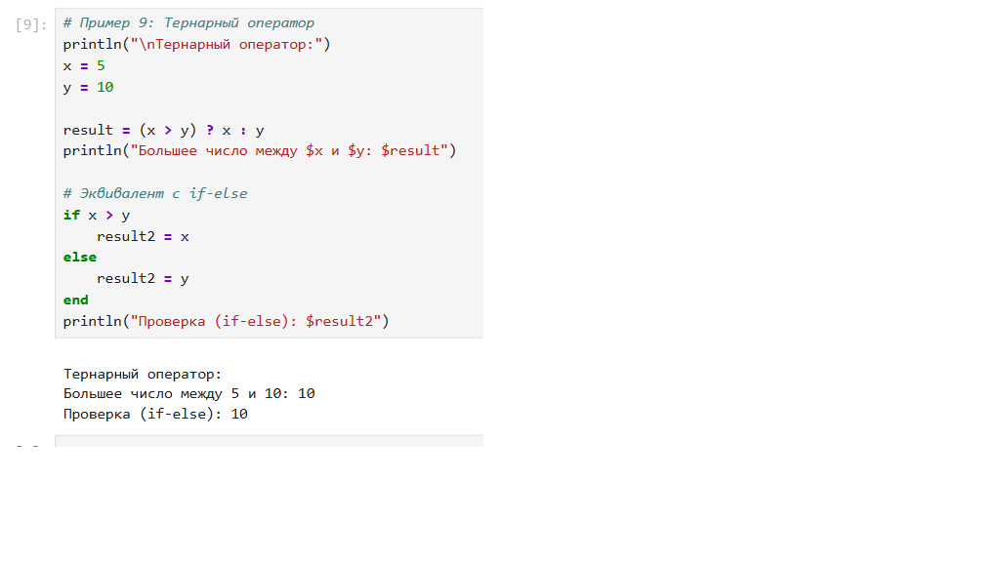 [9]:
# Пример 9: Тернарный оператор
println("\nТернарный оператор:")
x = 5
y = 10
result = (x > y) ? x : y
println("Большее число между $x и $y: $result")
# Эквивалент с if-else
if x > y
    result2 = x
else
    result2 = y
end
println("Проверка (if-else): $result2")
Тернарный оператор:
Большее число между 5 и 10: 10
Проверка (if-else): 10